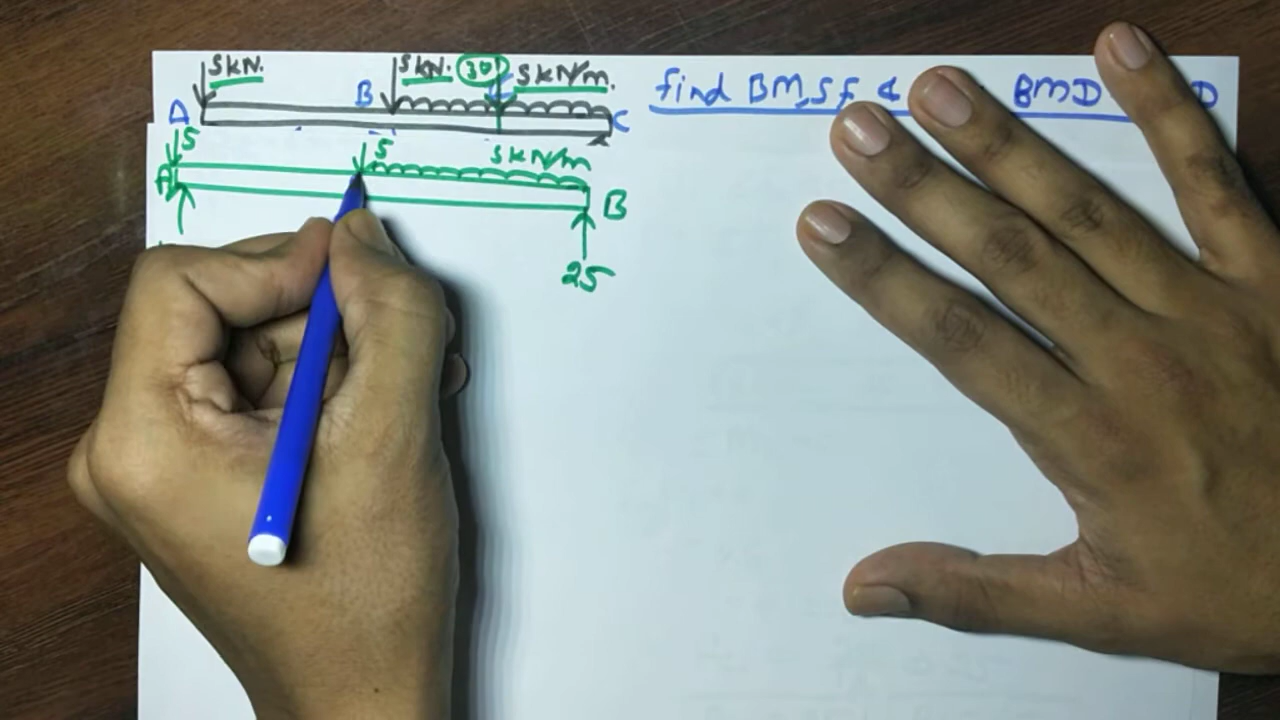 5KN. 5KN. 30 5KN/m. find BM, SF & BMD D
A B C
5 5 5KN/m
A B
25